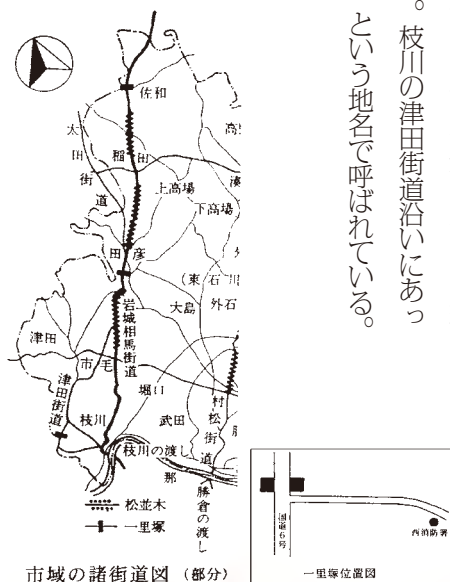 。枝川の津田街道沿いにあっ
という地名で呼ばれている。
佐和
太田街道
稲田
高
上高場
湊
下高場
田彦
(東石川
外石
大島
岩城相馬街道
津田
市毛
津田街道
堀口
枝川
武田
村松街道
枝川の渡し
那
勝倉の渡し
松並木
一里塚
市域の諸街道図 (部分)
国道6号
西消防署
一里塚位置図